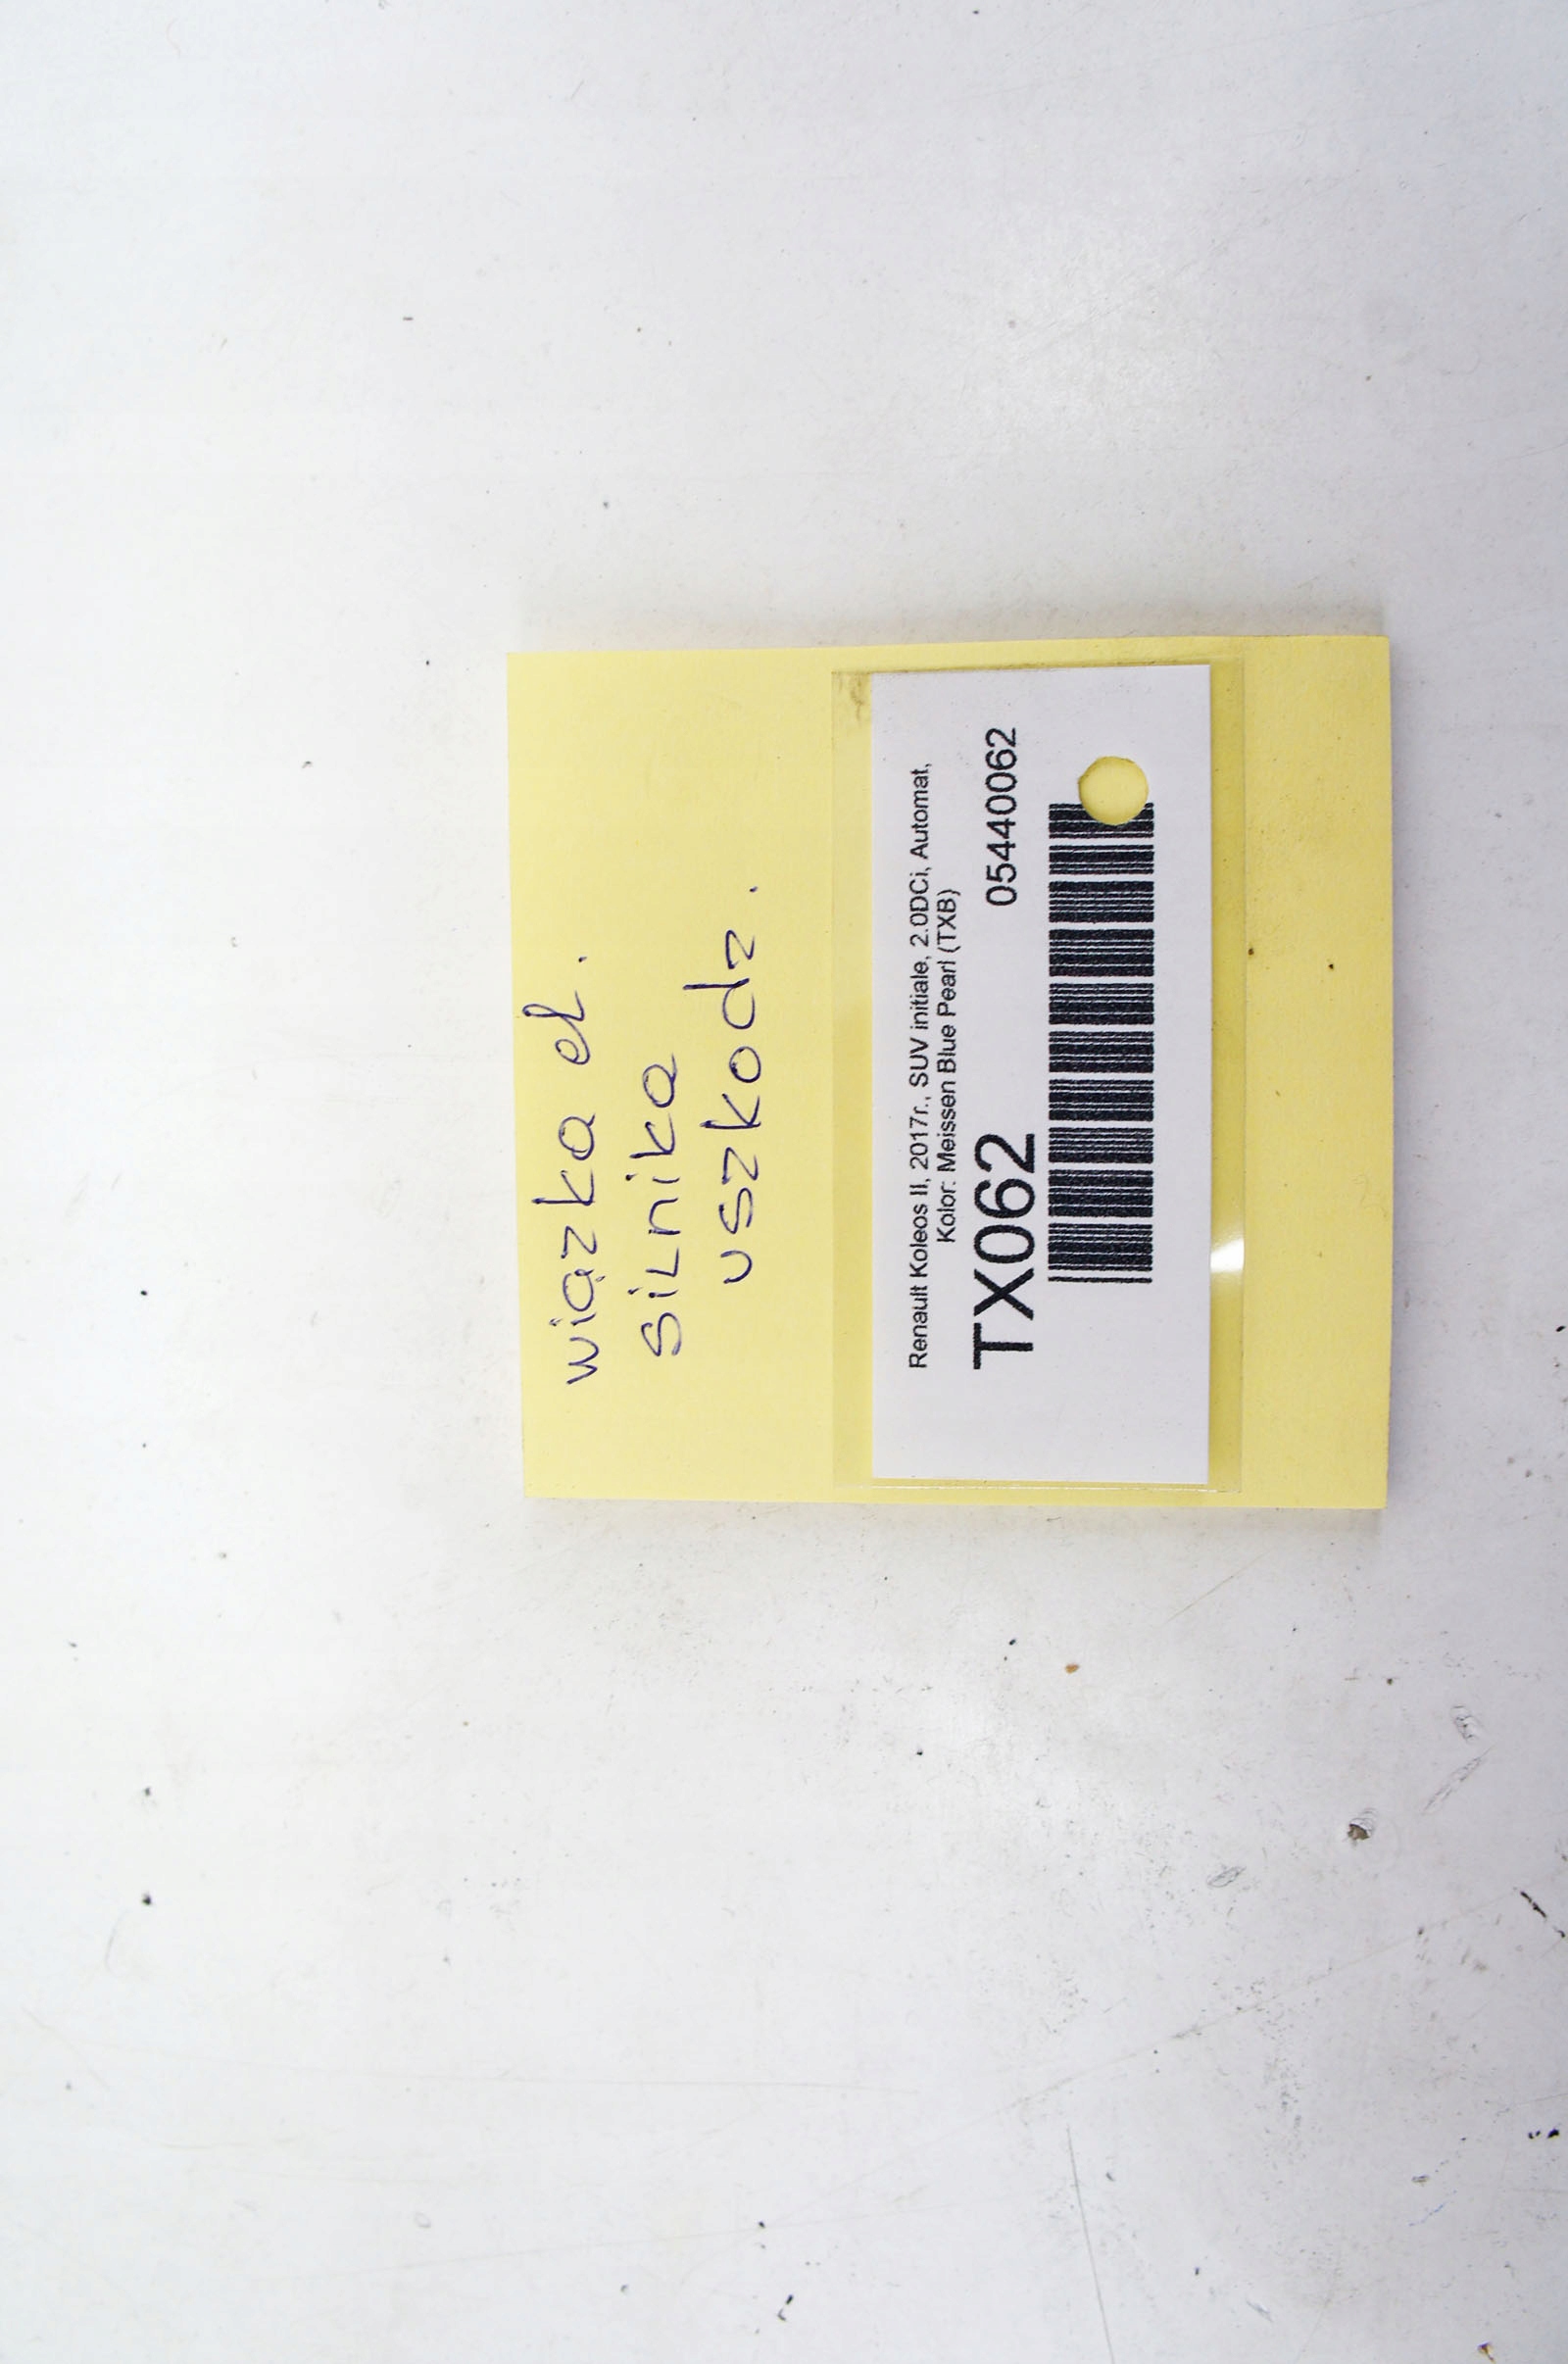 wiązka el.
silnika
uszkodz.
Renault Koleos II, 2017r., SUV initiale, 2.0DCi, Automat,
Kolor: Meissen Blue Pearl (TXB)
TX062 05440062